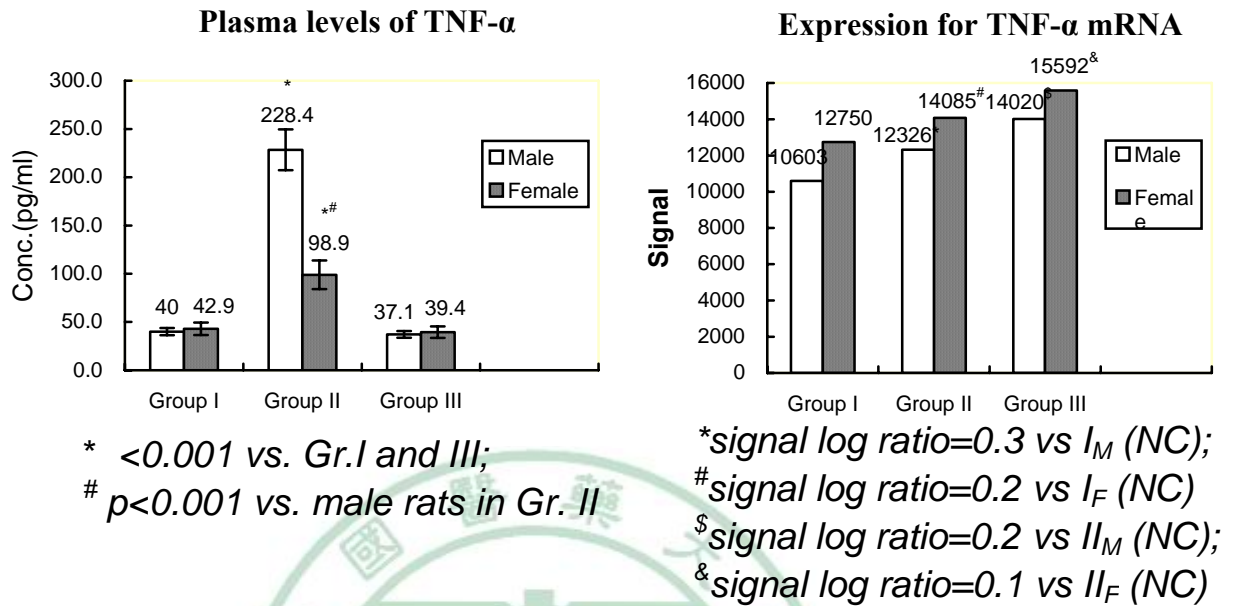 Plasma levels of TNF-α
300.0
250.0
200.0
150.0
100.0
50.0
0.0
Conc.(pg/ml)
*
228.4
*#
98.9
40
42.9
37.1
39.4
Male
Female
Group I
Group II
Group III
* <0.001 vs. Gr.I and III;
# p<0.001 vs. male rats in Gr. II
Expression for TNF-α mRNA
16000
14000
12000
10000
8000
6000
4000
2000
0
Signal
10603
12750
12326*
14085#
14020$
15592&
Male
Femal
e
Group I
Group II
Group III
*signal log ratio=0.3 vs IM (NC);
#signal log ratio=0.2 vs IF (NC)
$signal log ratio=0.2 vs IIM (NC);
&signal log ratio=0.1 vs IIF (NC)
國醫藥大